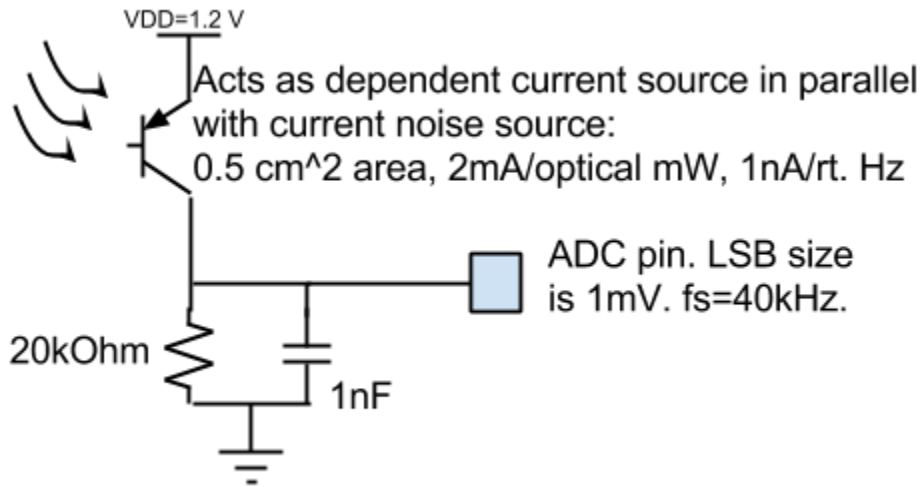 VDD=1.2 V
Acts as dependent current source in parallel
with current noise source:
0.5 cm^2 area, 2mA/optical mW, 1nA/rt. Hz
ADC pin. LSB size
is 1mV. fs=40kHz.
20kOhm
1nF